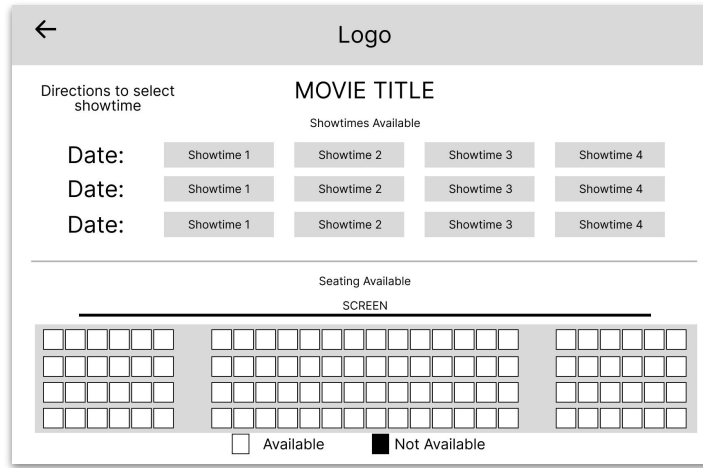 Logo
Directions to select
showtime
MOVIE TITLE
Showtimes Available
Date: Showtime 1 Showtime 2 Showtime 3 Showtime 4
Date: Showtime 1 Showtime 2 Showtime 3 Showtime 4
Date: Showtime 1 Showtime 2 Showtime 3 Showtime 4
Seating Available
SCREEN
Available Not Available